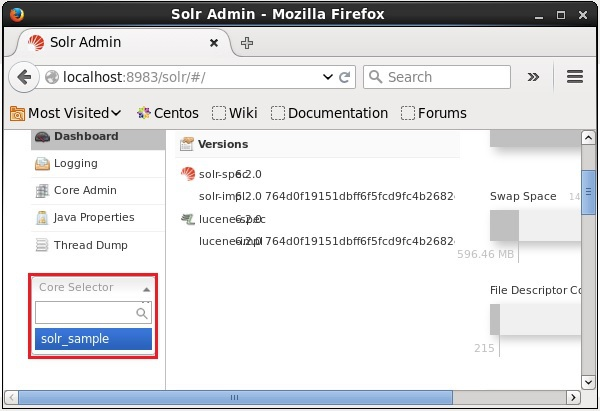 Solr Admin - Mozilla Firefox
Solr Admin
localhost:8983/solr/#/
Search
Most Visited
Centos
Wiki
Documentation
Forums
Dashboard
Logging
Core Admin
Java Properties
Thread Dump
Core Selector
solr_sample
Versions
solr-spec 6.2.0
solr-impl 6.2.0 764d0f19151dbff6f5fcd9fc4b2682
lucene-spec 6.2.0
lucene-impl 6.2.0 764d0f19151dbff6f5fcd9fc4b2682
Swap Space
596.46 MB
File Descriptor Co
215